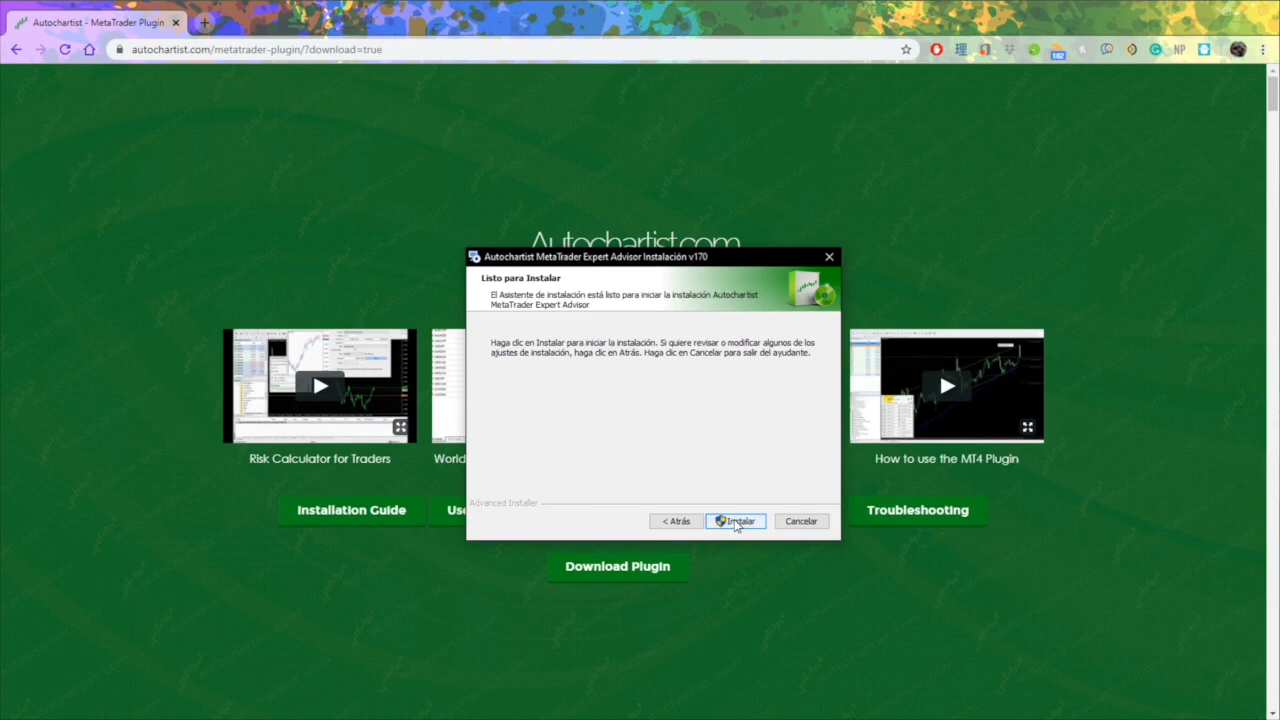 Autochartist - MetaTrader Plugin
autochartist.com/metatrader-plugin/?download=true
102
NP
Autochartist.com
Autochartist MetaTrader Expert Advisor Instalación v170
Listo para Instalar
El Asistente de instalación está listo para iniciar la instalación Autochartist
MetaTrader Expert Advisor
Haga clic en Instalar para iniciar la instalación. Si quiere revisar o modificar algunos de los
ajustes de instalación, haga clic en Atrás. Haga clic en Cancelar para salir del ayudante.
Advanced Installer
< Atrás
Instalar
Cancelar
Risk Calculator for Traders
World
How to use the MT4 Plugin
Installation Guide
Use
Troubleshooting
Download Plugin